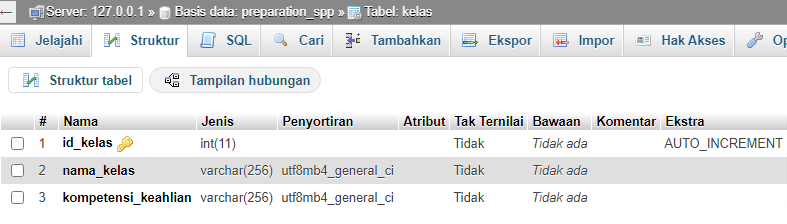 Server: 127.0.0.1 » Basis data: preparation_spp » Tabel: kelas
Jelajahi Struktur SQL Cari Tambahkan Ekspor Impor Hak Akses Op
Struktur tabel Tampilan hubungan
# Nama Jenis Penyortiran Atribut Tak Ternilai Bawaan Komentar Ekstra
1 id_kelas int(11) Tidak Tidak ada AUTO_INCREMENT
2 nama_kelas varchar(256) utf8mb4_general_ci Tidak Tidak ada
3 kompetensi_keahlian varchar(256) utf8mb4_general_ci Tidak Tidak ada